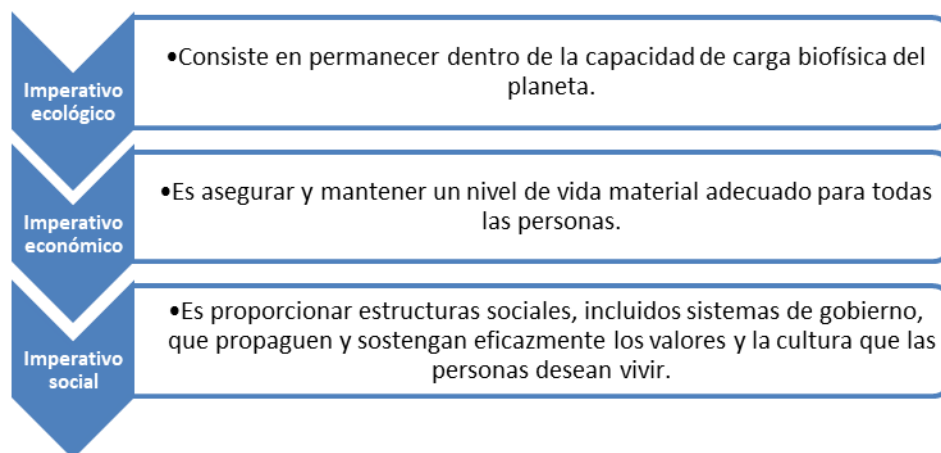 Imperativo
ecológico
•Consiste en permanecer dentro de la capacidad de carga biofísica del
planeta.
Imperativo
económico
•Es asegurar y mantener un nivel de vida material adecuado para todas
las personas.
Imperativo
social
•Es proporcionar estructuras sociales, incluidos sistemas de gobierno,
que propaguen y sostengan eficazmente los valores y la cultura que las
personas desean vivir.